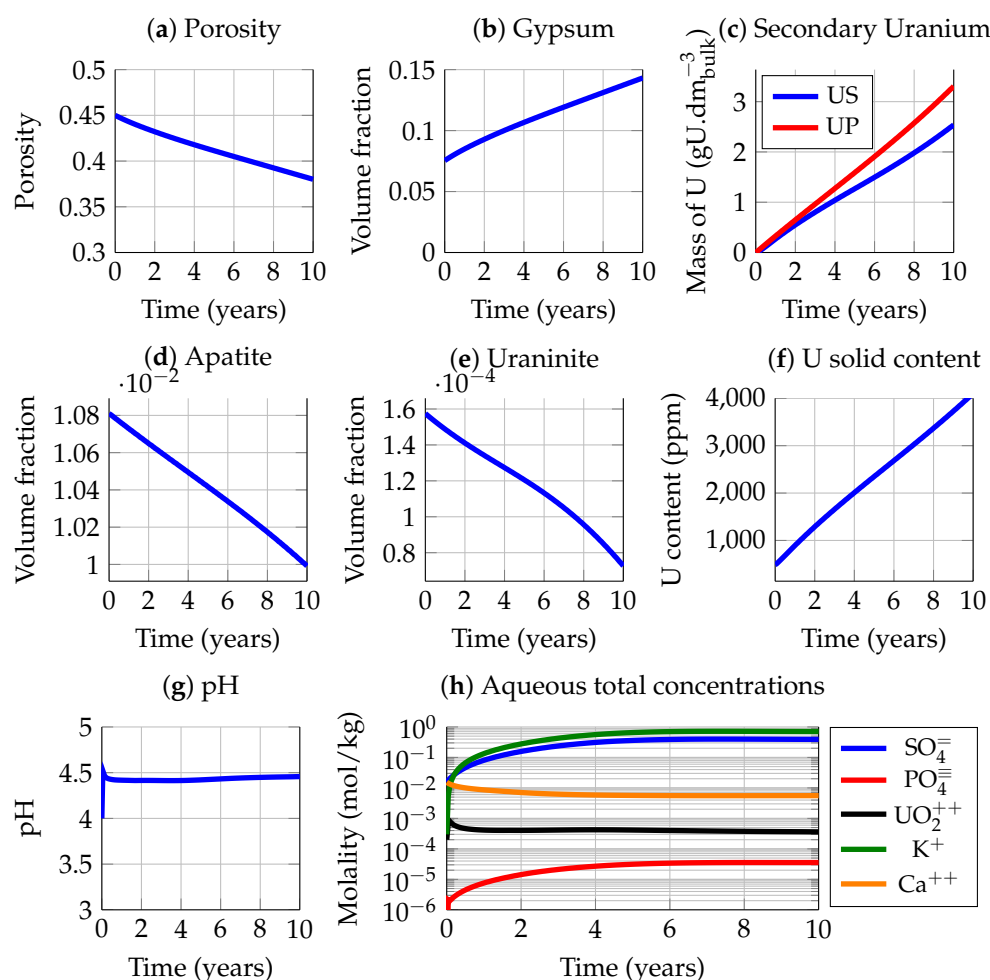 (a) Porosity
(b) Gypsum
(c) Secondary Uranium
0.5
0.45
0.4
0.35
0.3
Porosity
0 2 4 6 8 10
Time (years)
0.15
0.1
0.05
0
Volume fraction
0 2 4 6 8 10
Time (years)
US
UP
3
2
1
0
Mass of U (gU.dm⁻³bulk)
0 2 4 6 8 10
Time (years)
(d) Apatite
(e) Uraninite
(f) U solid content
·10⁻²
1.08
1.06
1.04
1.02
1
Volume fraction
0 2 4 6 8 10
Time (years)
·10⁻⁴
1.6
1.4
1.2
1
0.8
Volume fraction
0 2 4 6 8 10
Time (years)
4,000
3,000
2,000
1,000
U content (ppm)
0 2 4 6 8 10
Time (years)
(g) pH
(h) Aqueous total concentrations
5
4.5
4
3.5
3
pH
0 2 4 6 8 10
Time (years)
10⁰
10⁻¹
10⁻²
10⁻³
10⁻⁴
10⁻⁵
10⁻⁶
Molality (mol/kg)
0 2 4 6 8 10
Time (years)
SO₄⁼
PO₄≡
UO₂⁺⁺
K⁺
Ca⁺⁺